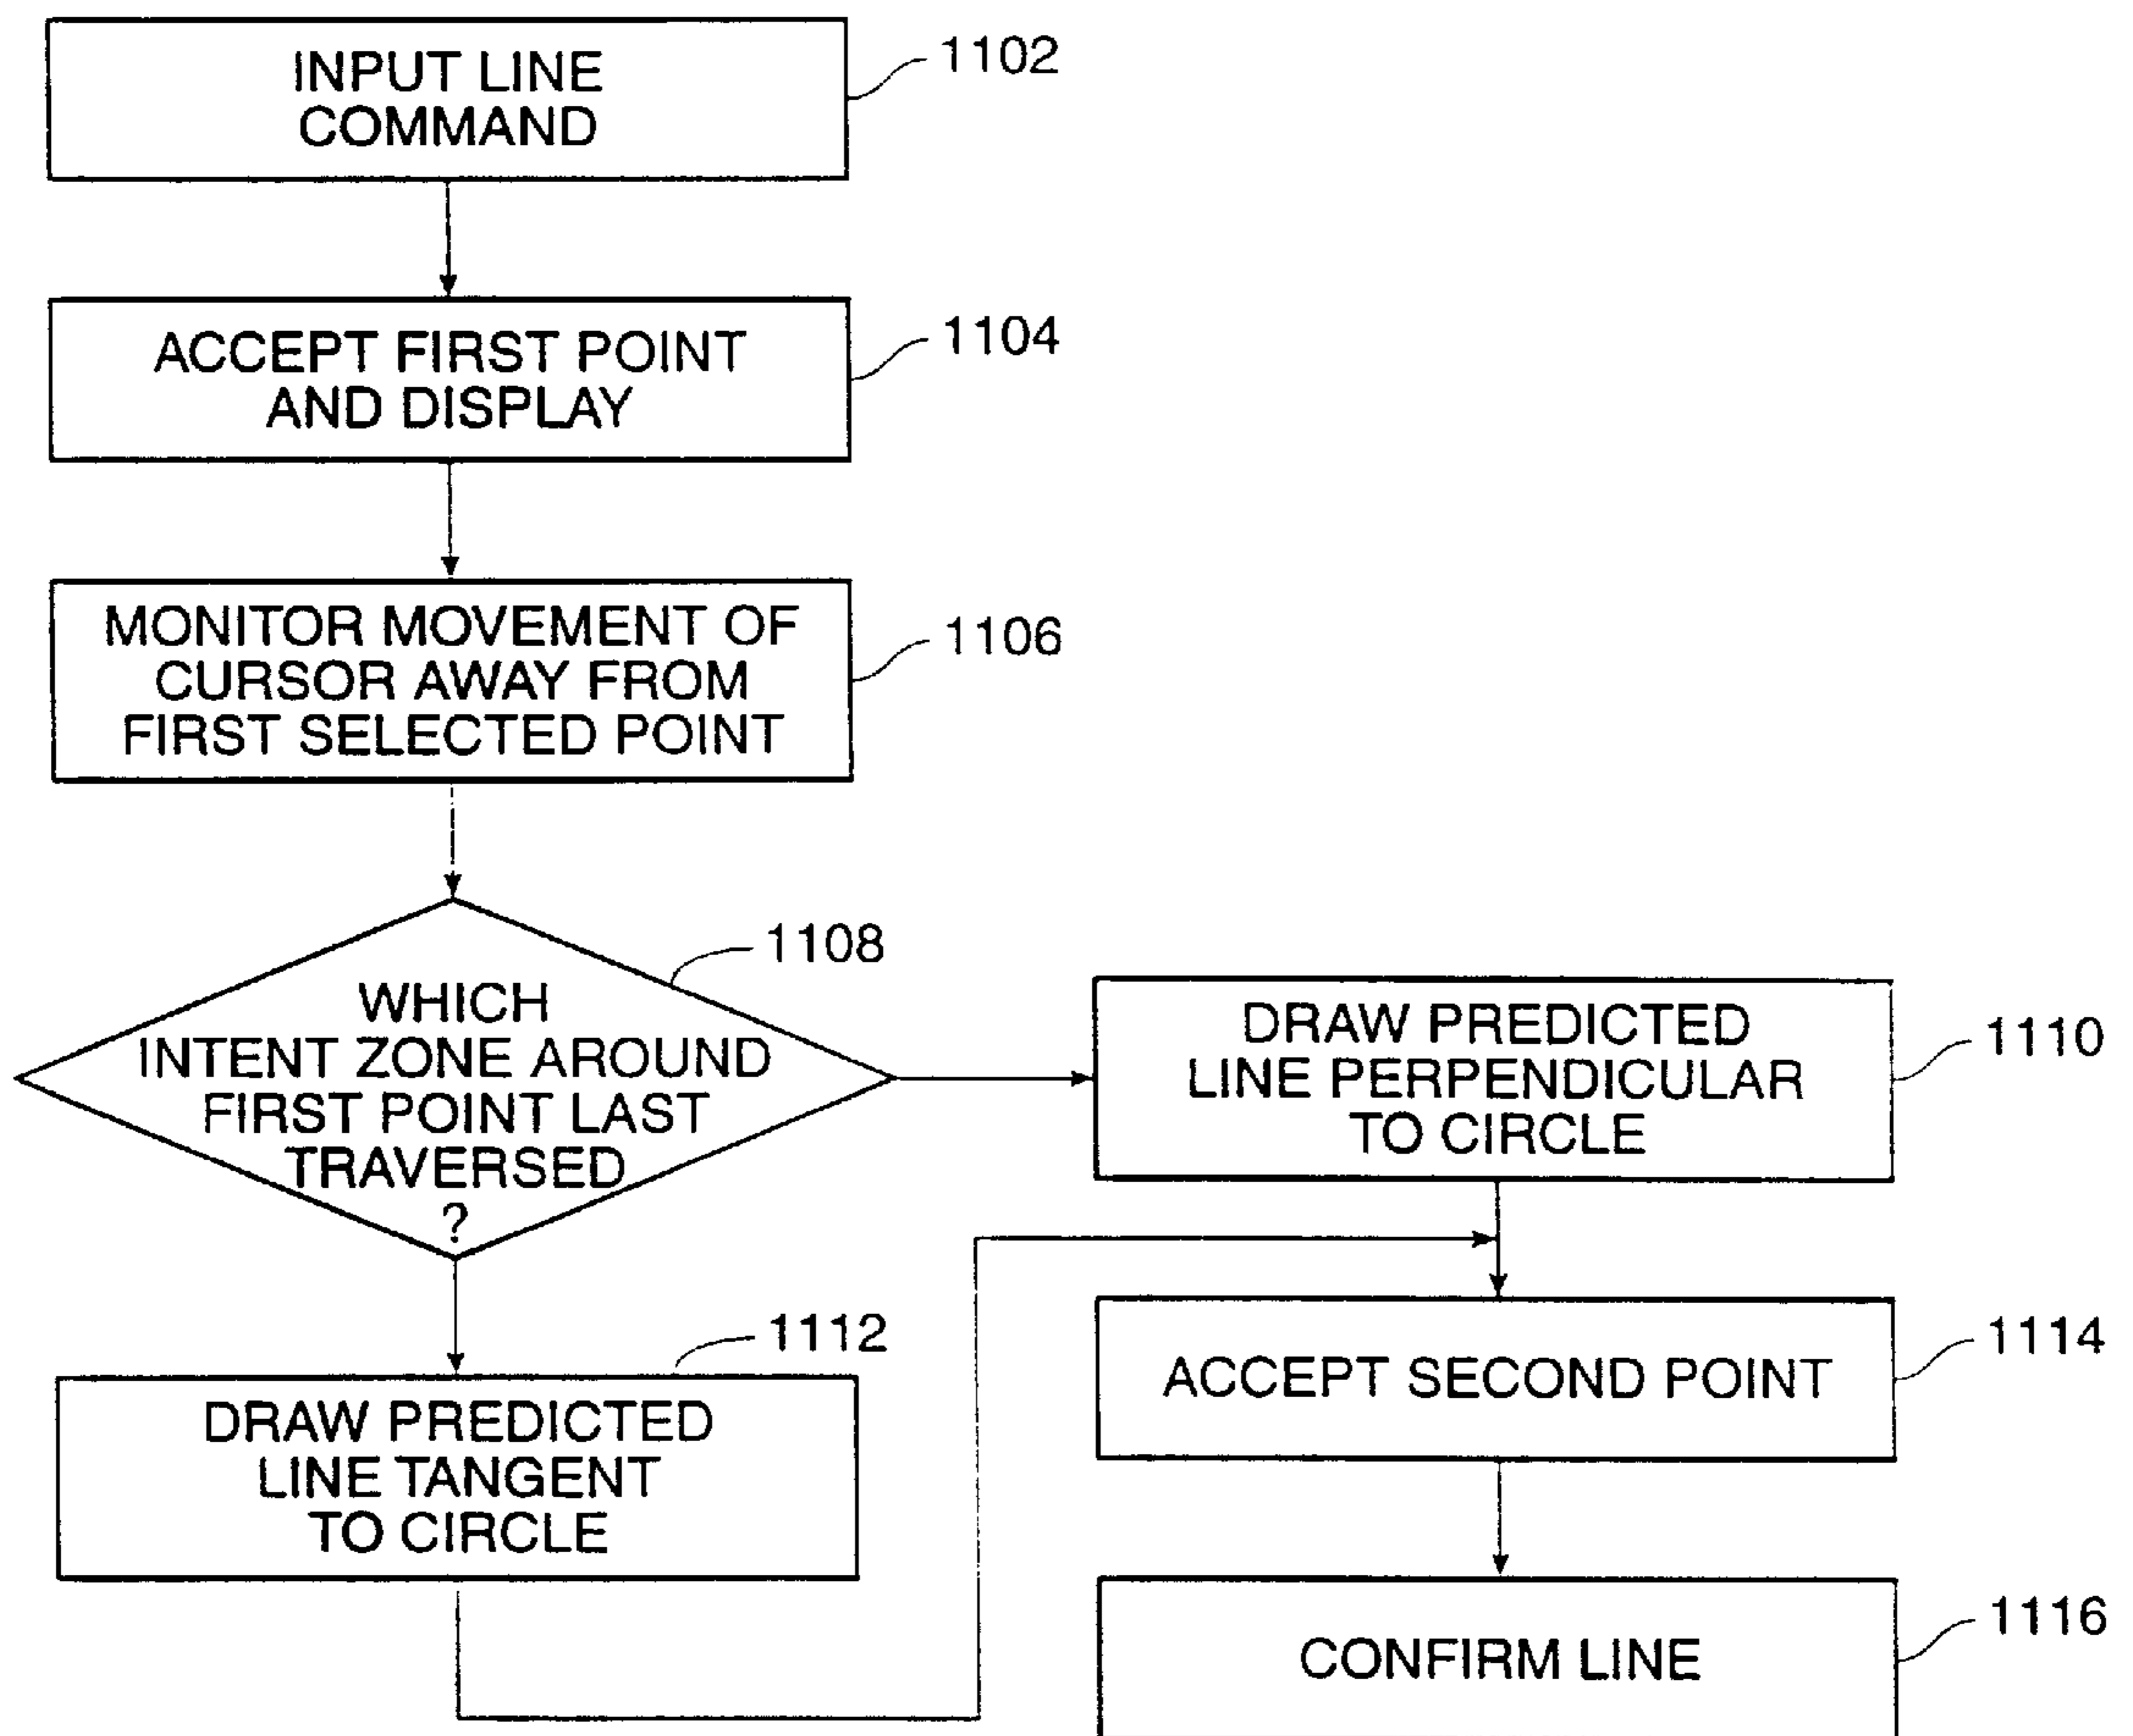 INPUT LINE
COMMAND
1102
ACCEPT FIRST POINT
AND DISPLAY
1104
MONITOR MOVEMENT OF
CURSOR AWAY FROM
FIRST SELECTED POINT
1106
WHICH
INTENT ZONE AROUND
FIRST POINT LAST
TRAVERSED
?
1108
DRAW PREDICTED
LINE PERPENDICULAR
TO CIRCLE
1110
DRAW PREDICTED
LINE TANGENT
TO CIRCLE
1112
ACCEPT SECOND POINT
1114
CONFIRM LINE
1116